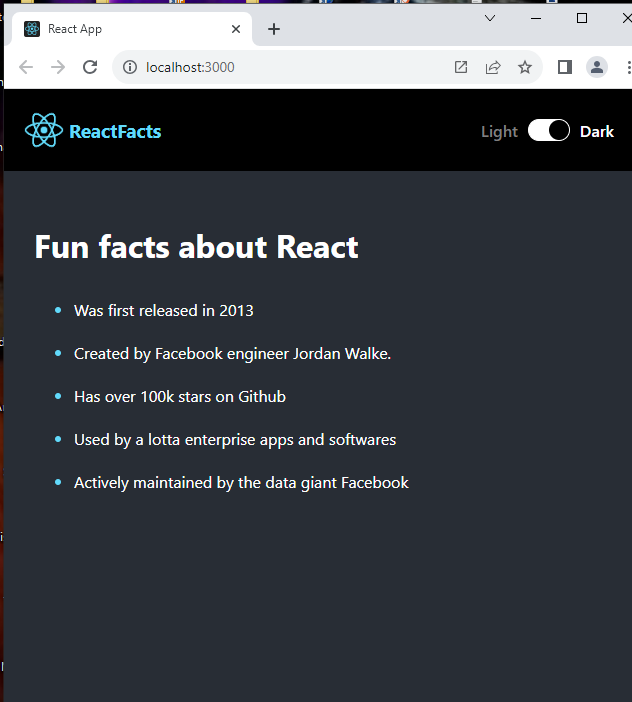 React App
localhost:3000
ReactFacts
Light Dark
Fun facts about React
Was first released in 2013
Created by Facebook engineer Jordan Walke.
Has over 100k stars on Github
Used by a lotta enterprise apps and softwares
Actively maintained by the data giant Facebook